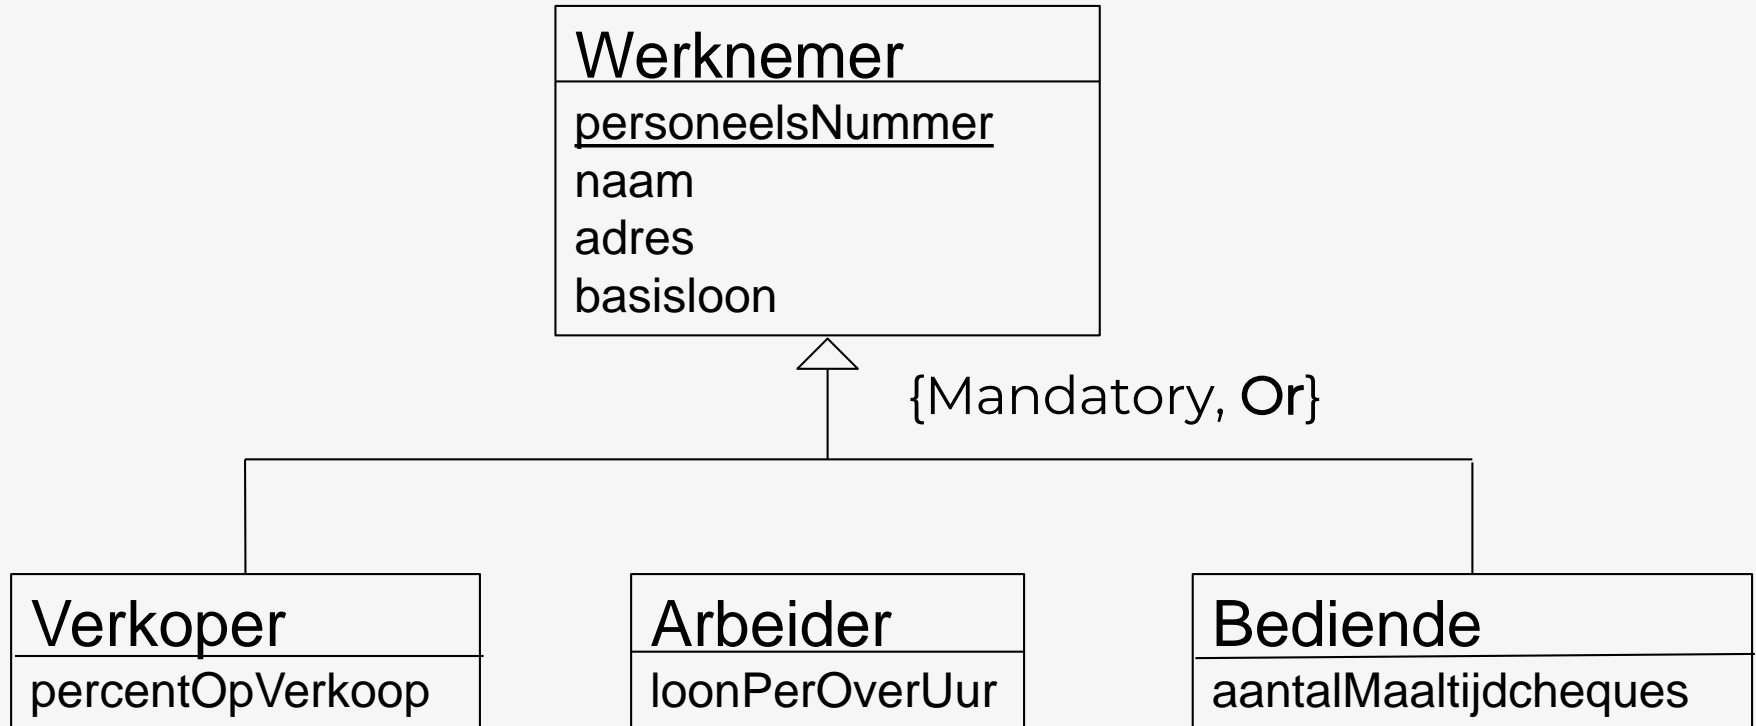 Werknemer
personeelsNummer
naam
adres
basisloon
{Mandatory, Or}
Verkoper
percentOpVerkoop
Arbeider
loonPerOverUur
Bediende
aantalMaaltijdcheques